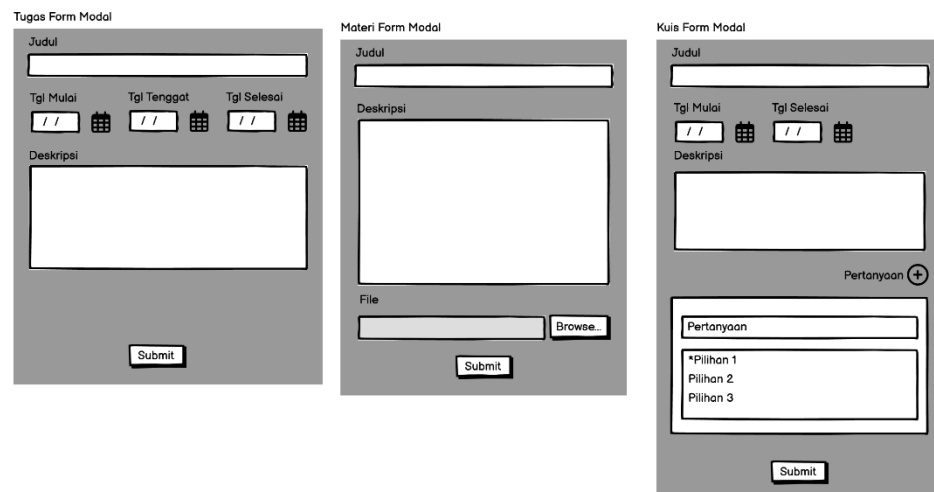 Tugas Form Modal
Judul
Tgl Mulai Tgl Tenggat Tgl Selesai
/ / / / / /
Deskripsi
Submit
Materi Form Modal
Judul
Deskripsi
File
Browse...
Submit
Kuis Form Modal
Judul
Tgl Mulai Tgl Selesai
/ / / /
Deskripsi
Pertanyaan
Pertanyaan
*Pilihan 1
Pilihan 2
Pilihan 3
Submit